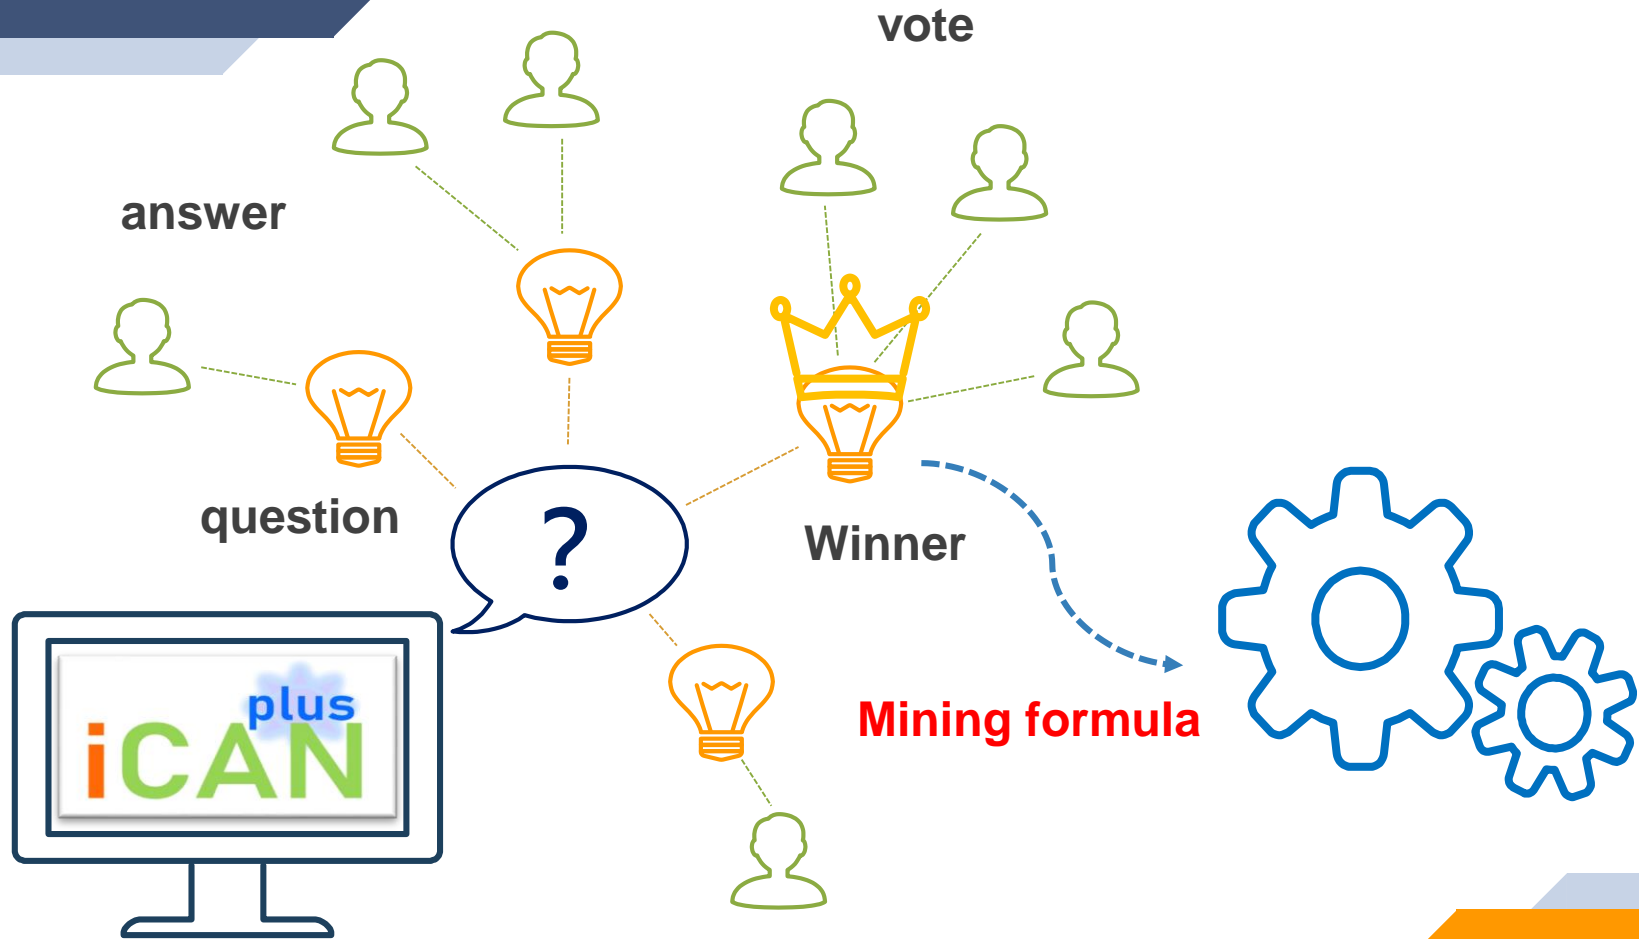 vote
answer
question
?
Winner
plus
iCAN
Mining formula